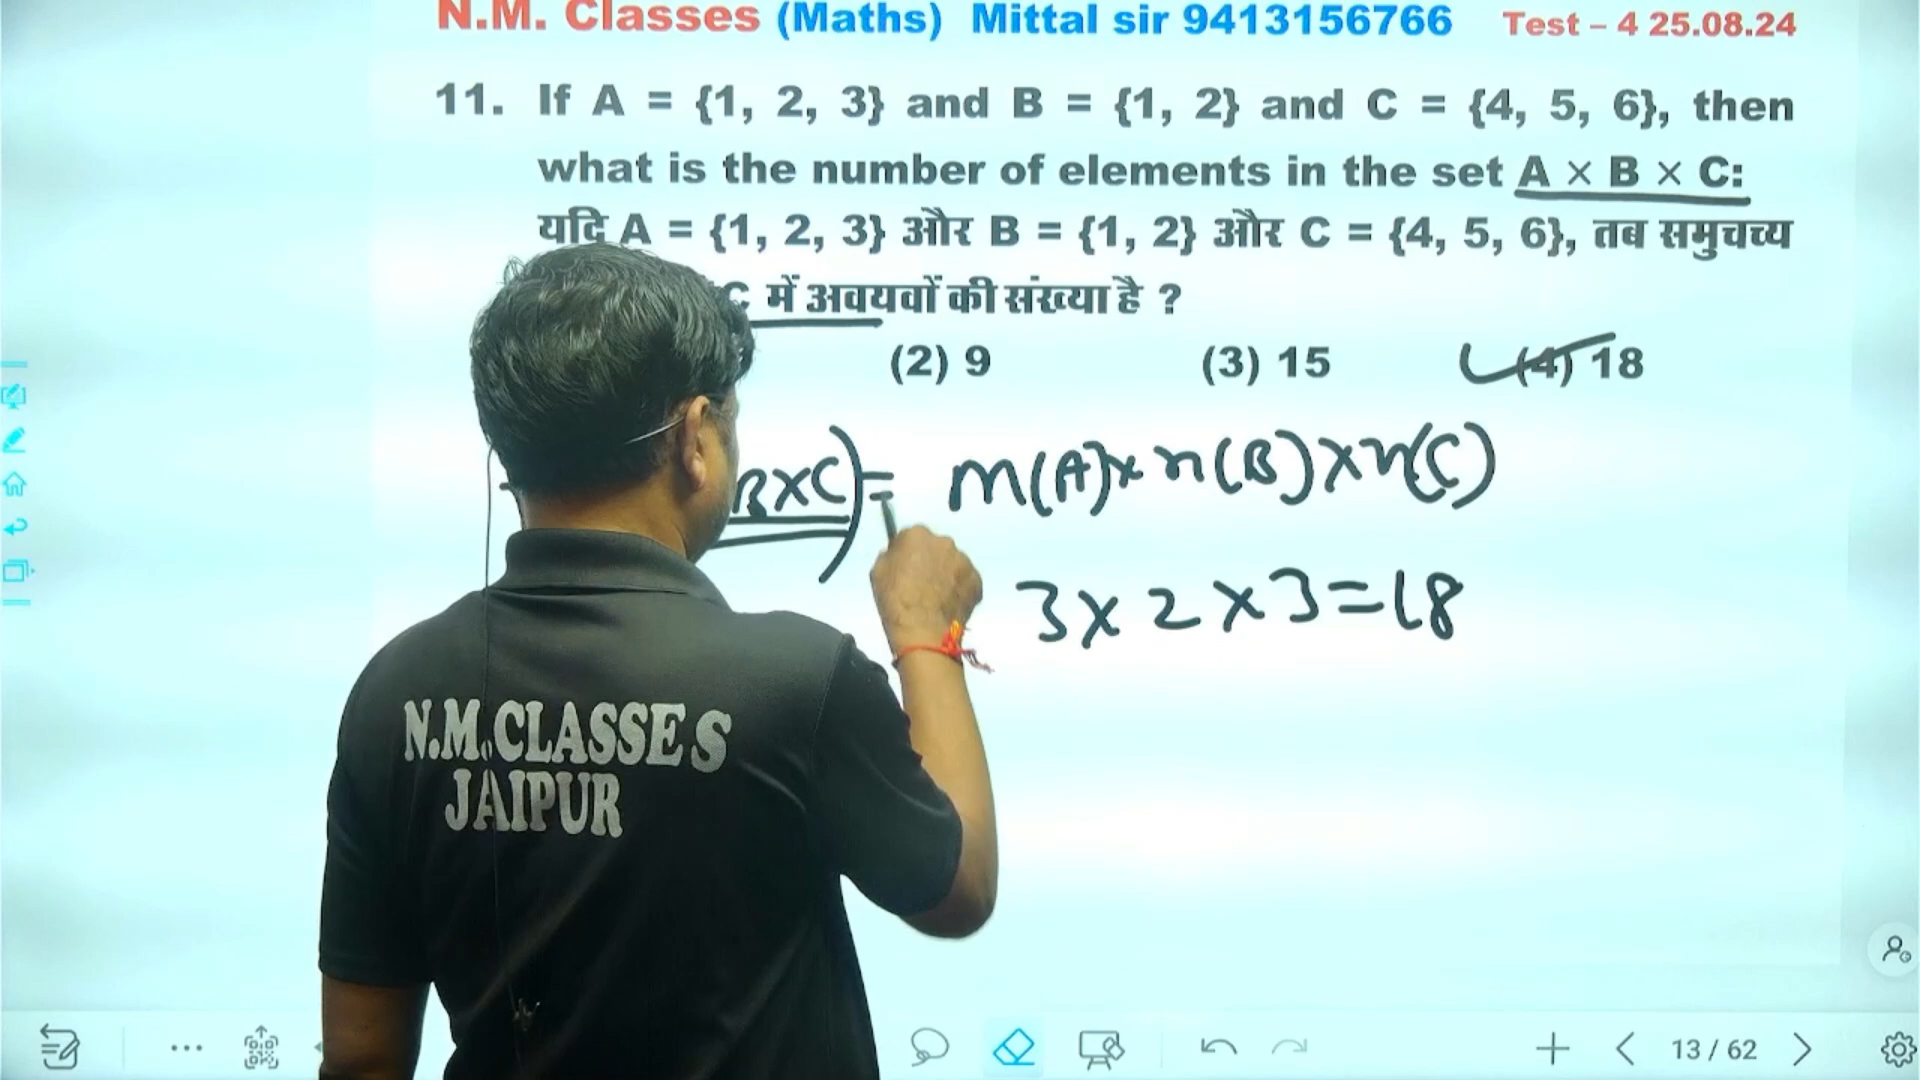 N.M. Classes (Maths) Mittal sir 9413156766 Test – 4 25.08.24
11. If A = {1, 2, 3} and B = {1, 2} and C = {4, 5, 6}, then
what is the number of elements in the set A × B × C:
यदि A = {1, 2, 3} और B = {1, 2} और C = {4, 5, 6}, तब समुच्चय
C में अवयवों की संख्या है ?
(2) 9 (3) 15 (4) 18
B×C) = n(A)×n(B)×n(C)
3×2×3=18
N.M. CLASSES
JAIPUR
13 / 62